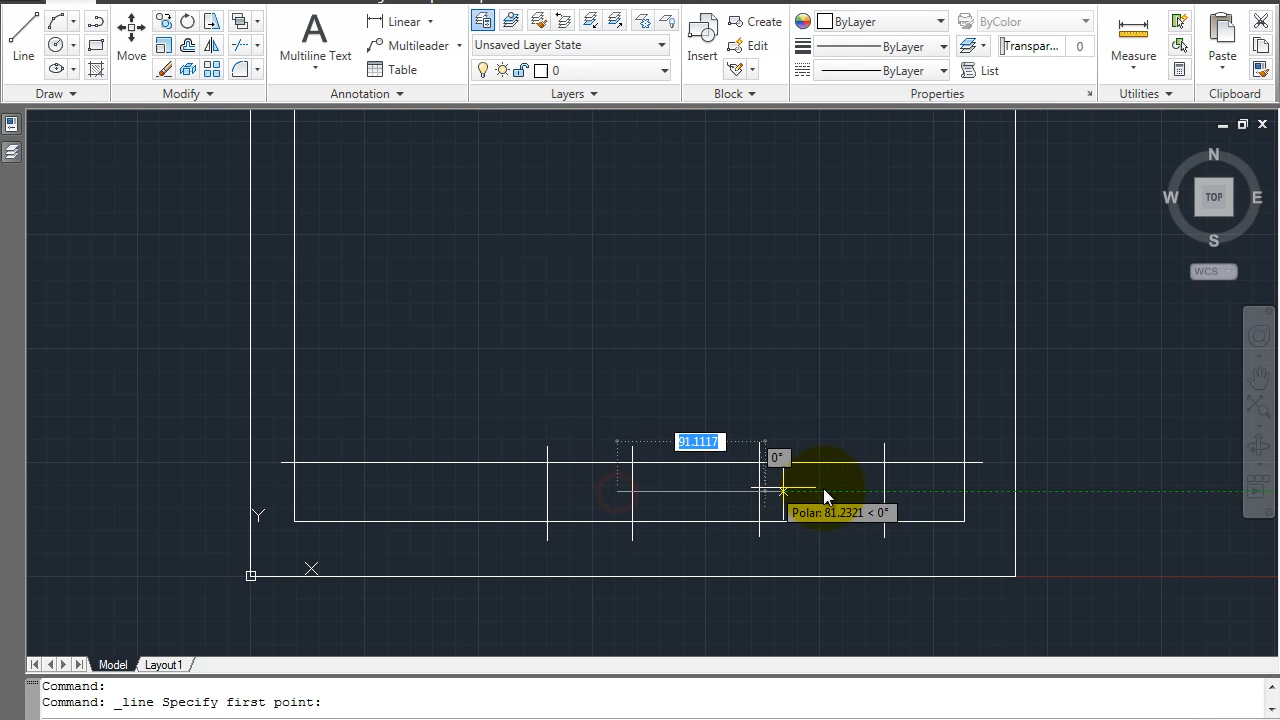 Linear
Create
ByLayer
ByColor
Unsaved Layer State
Multileader
Edit
ByLayer
Transpar... 0
Line
Move
Multiline Text
Insert
Measure
Paste
Table
0
ByLayer
List
Draw
Modify
Annotation
Layers
Block
Properties
Utilities
Clipboard
N
W
TOP
E
S
WCS
91.1117
0°
Polar: 81.2321 < 0°
Y
X
Model
Layout1
Command:
Command: _line Specify first point: